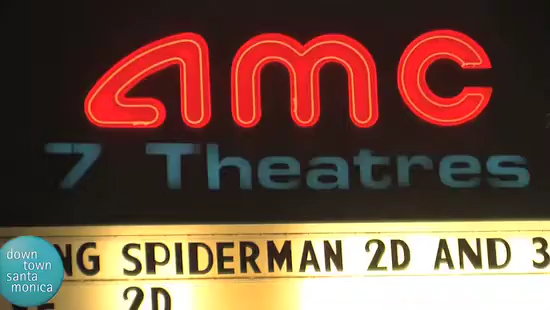 amc
7 Theatres
NG SPIDERMAN 2D AND 3
2D
down
town
santa
monica